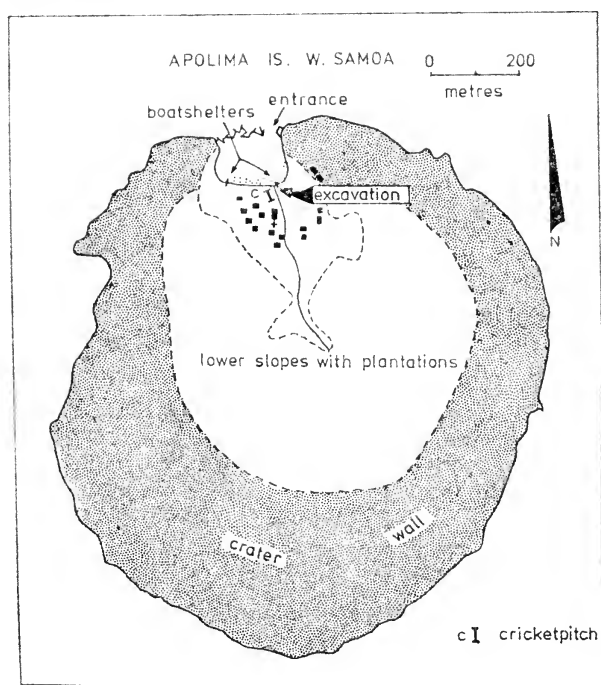 APOLIMA IS. W. SAMOA
0 200
metres
boatshelters
entrance
c
excavation
N
lower slopes with plantations
crater
wall
c I cricketpitch